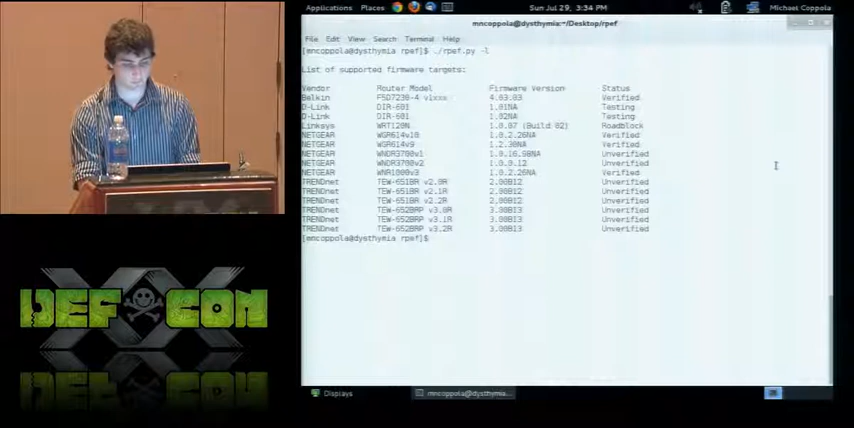 Applications Places Sun Jul 29, 3:34 PM Michael Coppola
mncoppola@dysthymia:~/Desktop/rpef
File Edit View Search Terminal Help
[mncoppola@dysthymia rpef]$ ./rpef.py -l
List of supported firmware targets:
Vendor Router Model Firmware Version Status
Belkin F5D7230-4 v1xxx 4.03.03 Verified
D-Link DIR-601 1.01NA Testing
D-Link DIR-601 1.02NA Testing
Linksys WRT120N 1.0.07 (Build 02) Roadblock
NETGEAR WGR614v10 1.0.2.26NA Verified
NETGEAR WGR614v9 1.2.30NA Verified
NETGEAR WNDR3700v1 1.0.16.98NA Unverified
NETGEAR WNDR3700v2 1.0.0.12 Unverified
NETGEAR WNR1000v3 1.0.2.26NA Verified
TRENDnet TEW-651BR v2.0R 2.00B12 Unverified
TRENDnet TEW-651BR v2.1R 2.00B12 Unverified
TRENDnet TEW-651BR v2.2R 2.00B12 Unverified
TRENDnet TEW-652BRP v3.0R 3.00B13 Unverified
TRENDnet TEW-652BRP v3.1R 3.00B13 Unverified
TRENDnet TEW-652BRP v3.2R 3.00B13 Unverified
[mncoppola@dysthymia rpef]$
DEF CON
XX
Displays mncoppola@dysthymia...